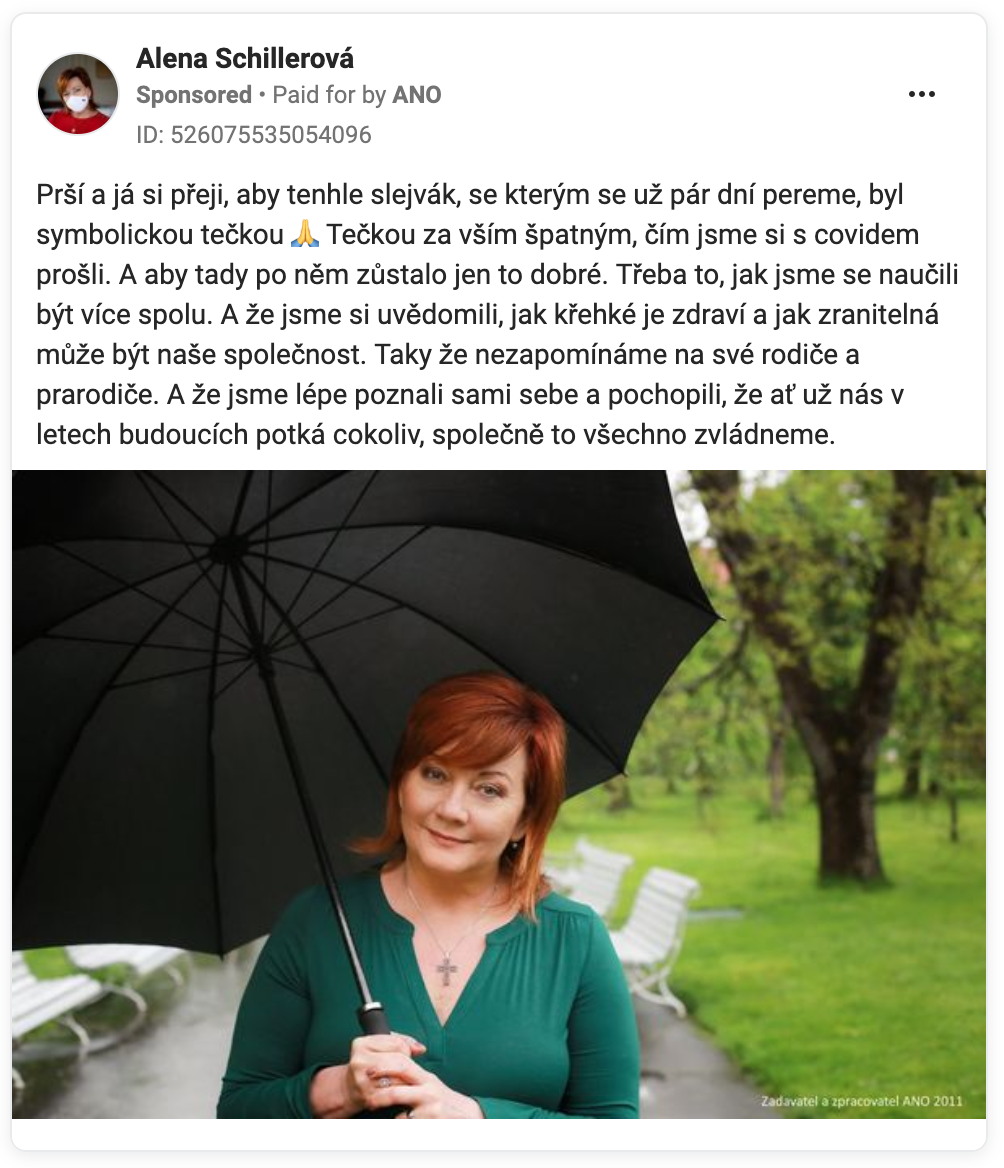 Alena Schillerová
Sponsored • Paid for by ANO
ID: 526075535054096
Prší a já si přeji, aby tenhle slejvák, se kterým se už pár dní pereme, byl
symbolickou tečkou 🙏 Tečkou za vším špatným, čím jsme si s covidem
prošli. A aby tady po něm zůstalo jen to dobré. Třeba to, jak jsme se naučili
být více spolu. A že jsme si uvědomili, jak křehké je zdraví a jak zranitelná
může být naše společnost. Taky že nezapomínáme na své rodiče a
prarodiče. A že jsme lépe poznali sami sebe a pochopili, že ať už nás v
letech budoucích potká cokoliv, společně to všechno zvládneme.
Zadavatel a zpracovatel ANO 2011